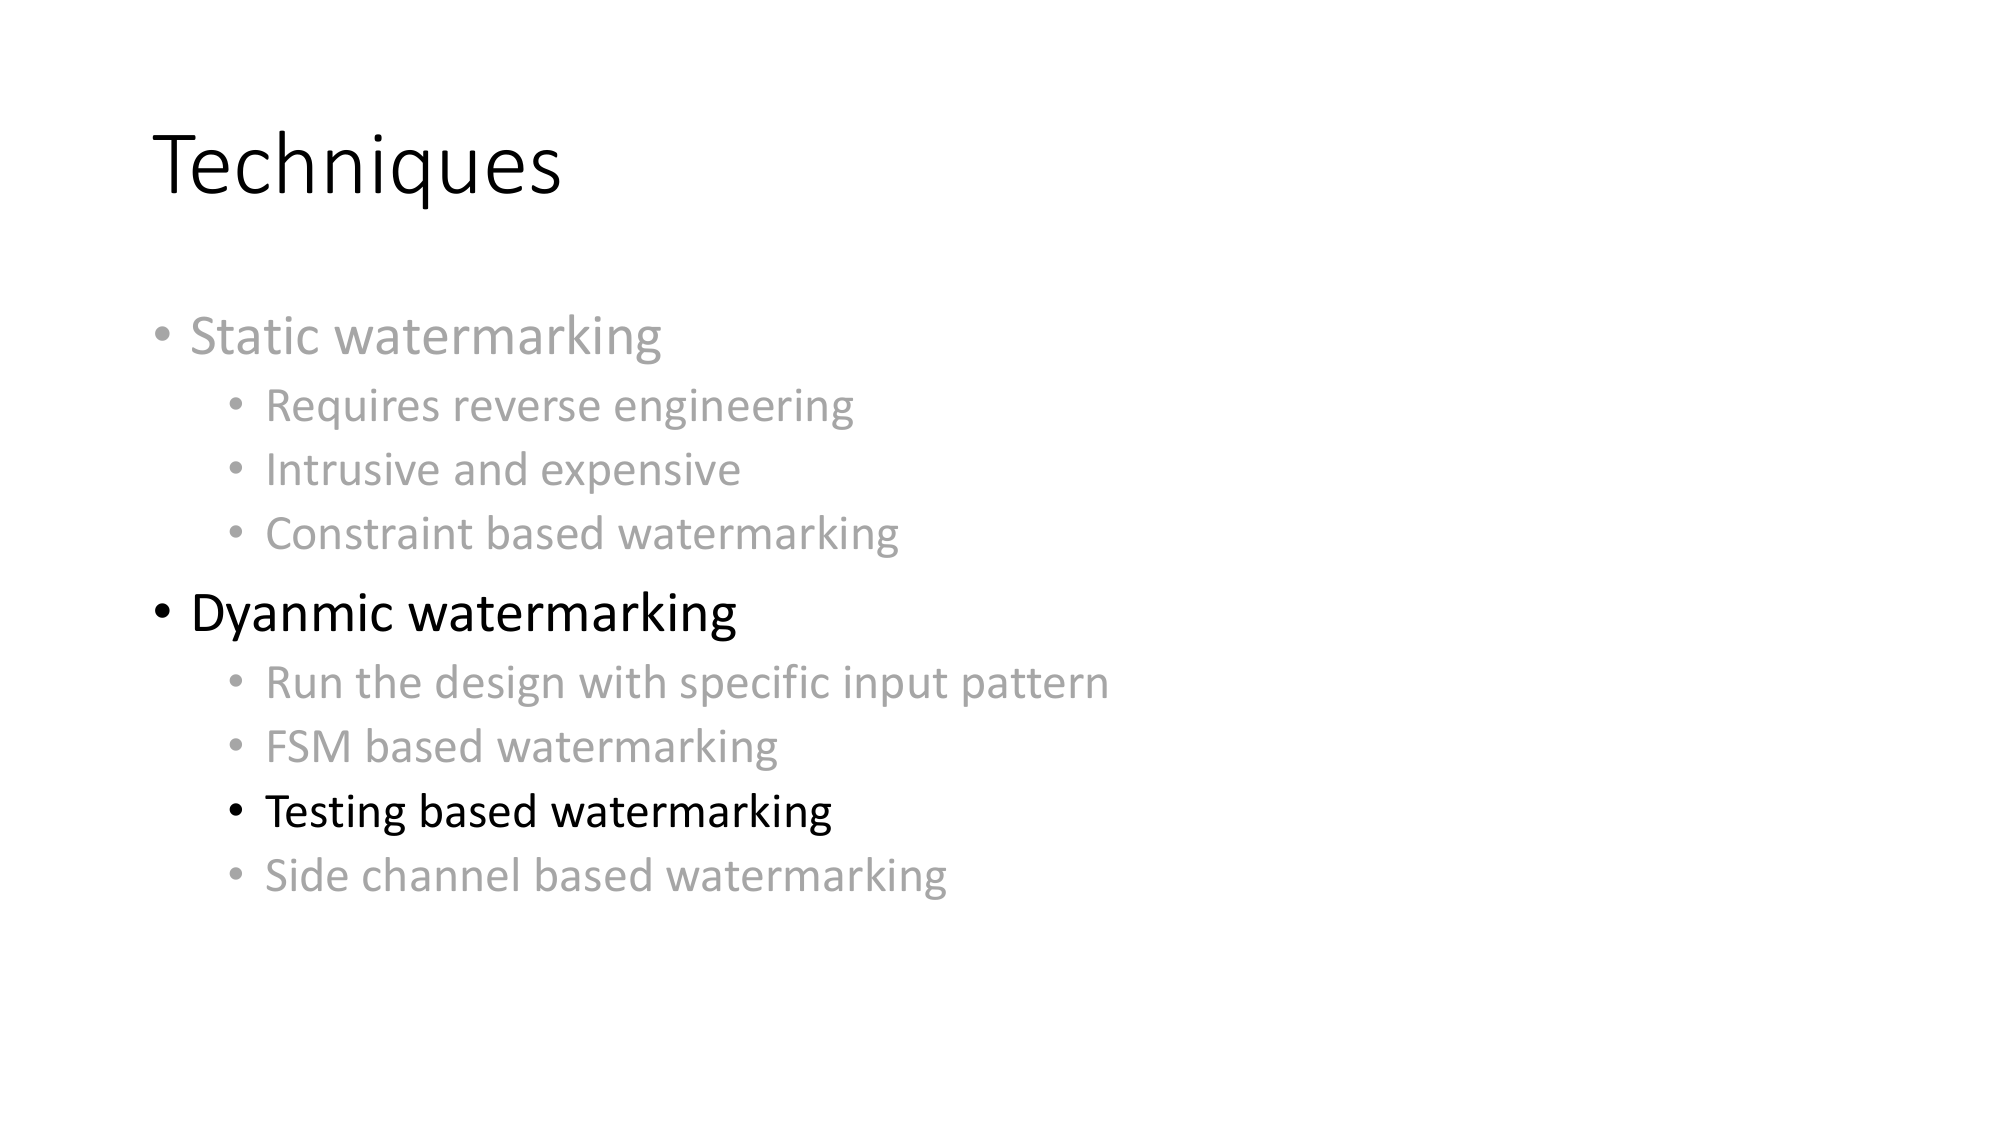 Techniques
• Static watermarking
• Requires reverse engineering
• Intrusive and expensive
• Constraint based watermarking
• Dyanmic watermarking
• Run the design with specific input pattern
• FSM based watermarking
• Testing based watermarking
• Side channel based watermarking